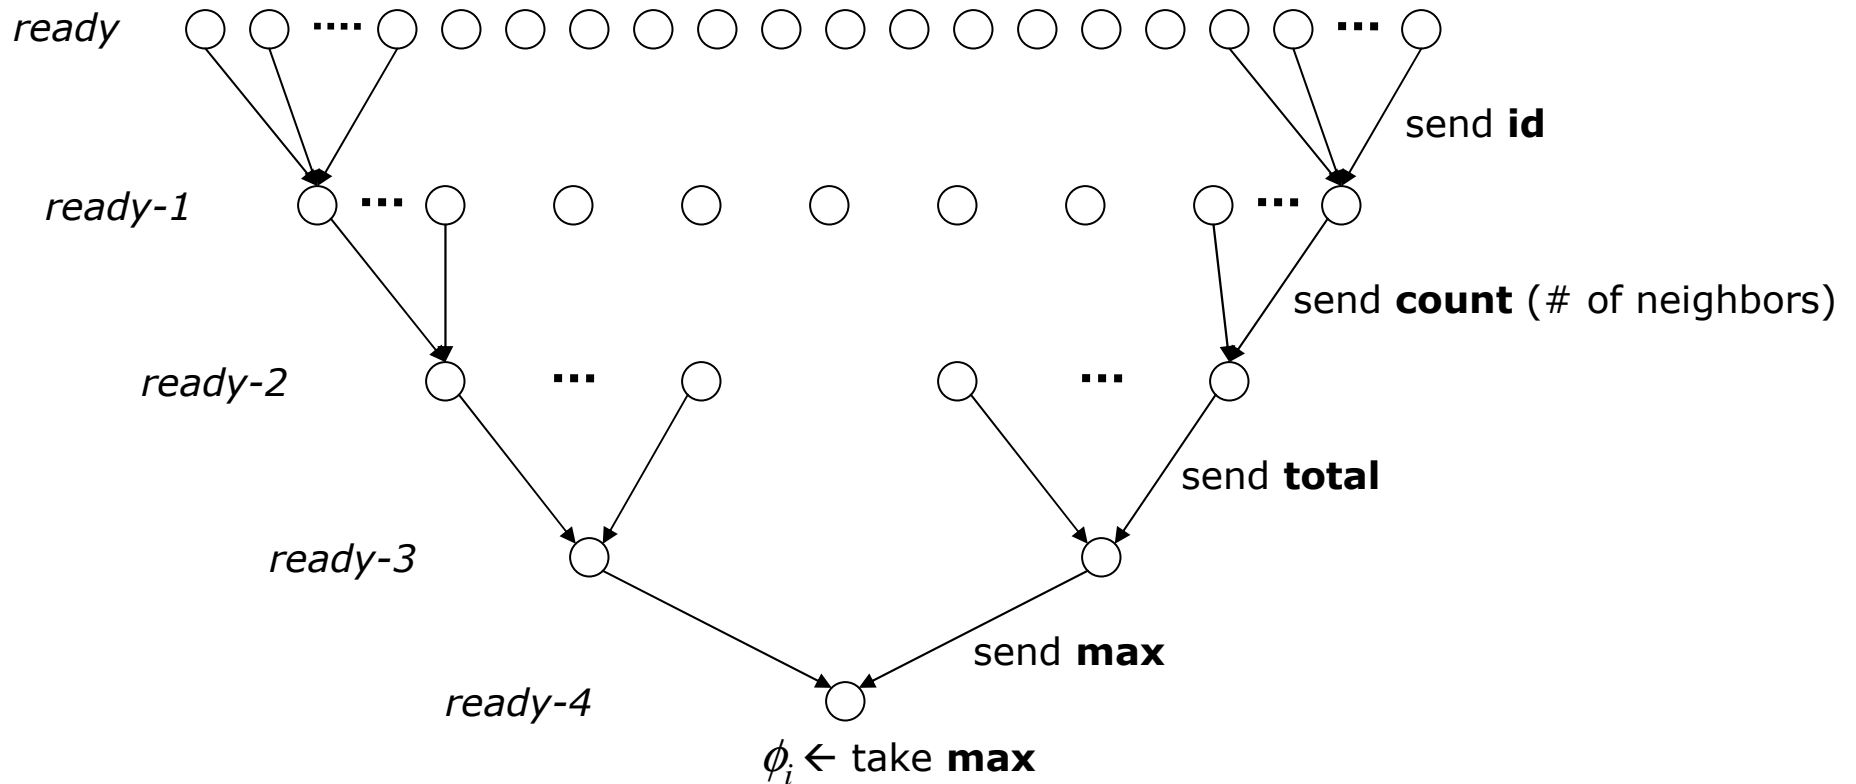 ready
....
...
send id
ready-1
...
...
send count (# of neighbors)
ready-2
...
...
send total
ready-3
send max
ready-4
ϕᵢ ← take max